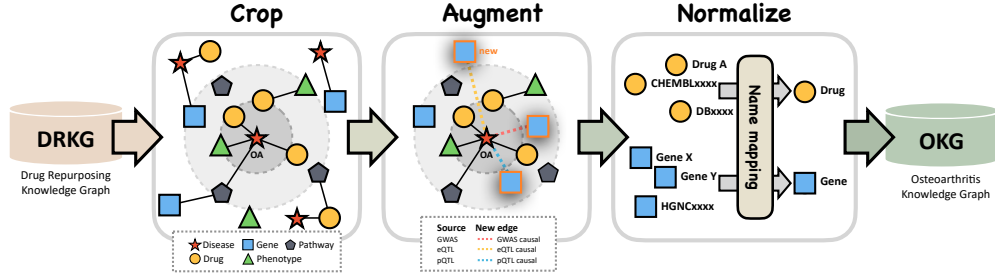 Crop
Augment
Normalize
DRKG
Drug Repurposing
Knowledge Graph
OA
Disease
Gene
Pathway
Drug
Phenotype
new
OA
Source
New edge
GWAS
GWAS causal
eQTL
eQTL causal
pQTL
pQTL causal
Drug A
CHEMBLxxxx
DBxxxx
Gene X
Gene Y
HGNCxxxx
Name mapping
Drug
Gene
OKG
Osteoarthritis
Knowledge Graph